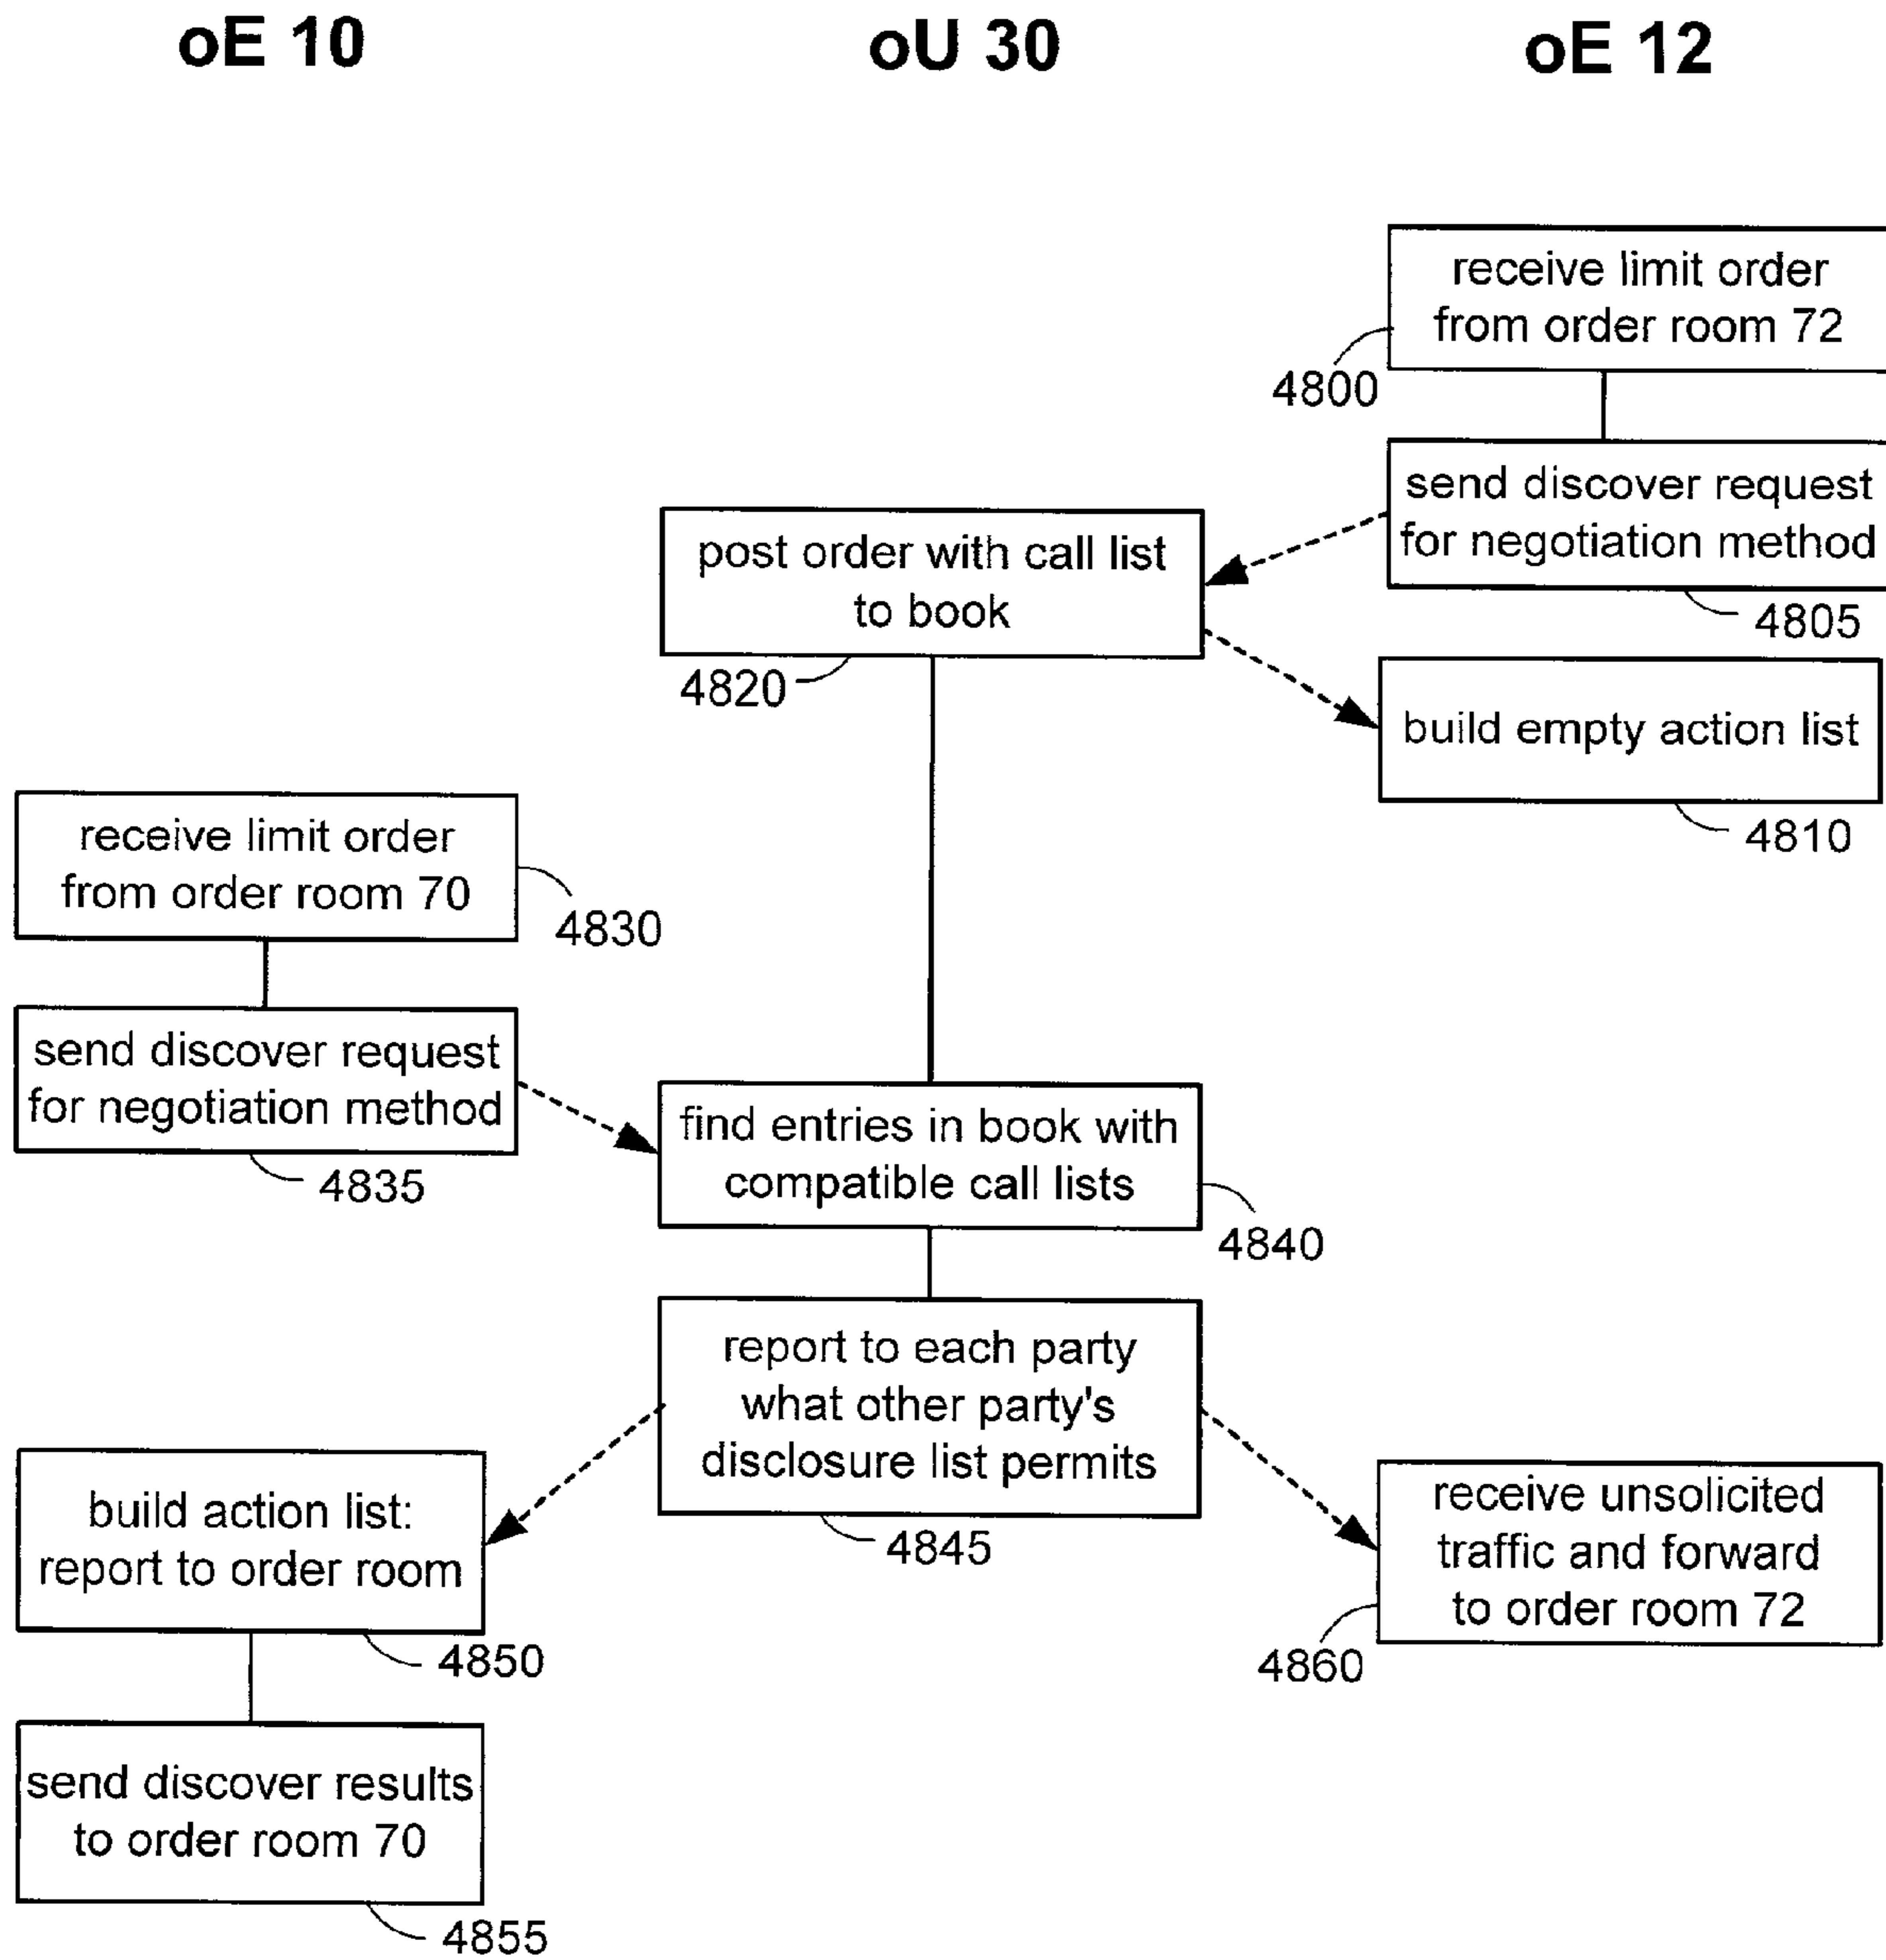 oE 10
oU 30
oE 12
receive limit order
from order room 72
4800
send discover request
for negotiation method
4805
post order with call list
to book
4820
build empty action list
4810
receive limit order
from order room 70
4830
send discover request
for negotiation method
4835
find entries in book with
compatible call lists
4840
report to each party
what other party's
disclosure list permits
4845
build action list:
report to order room
4850
receive unsolicited
traffic and forward
to order room 72
4860
send discover results
to order room 70
4855